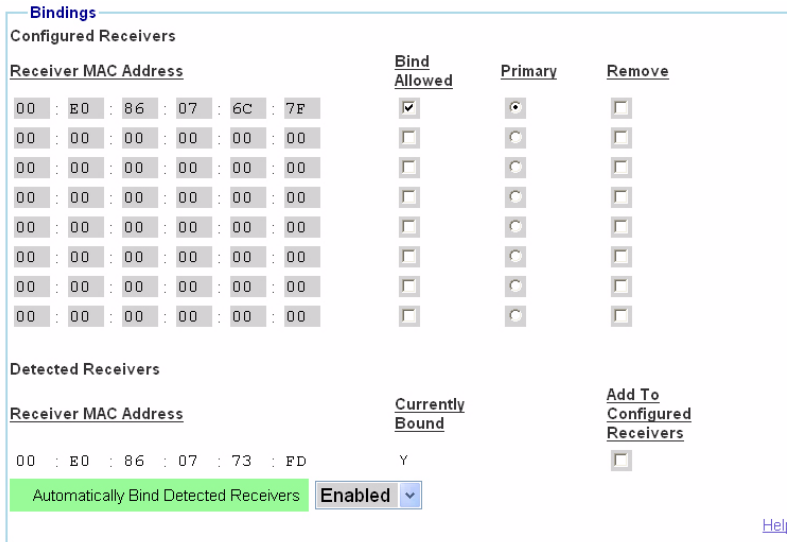 Bindings
Configured Receivers
Receiver MAC Address Bind Allowed Primary Remove
00 : E0 : 86 : 07 : 6C : 7F
00 : 00 : 00 : 00 : 00 : 00
00 : 00 : 00 : 00 : 00 : 00
00 : 00 : 00 : 00 : 00 : 00
00 : 00 : 00 : 00 : 00 : 00
00 : 00 : 00 : 00 : 00 : 00
00 : 00 : 00 : 00 : 00 : 00
00 : 00 : 00 : 00 : 00 : 00
Detected Receivers
Receiver MAC Address Currently Bound Add To Configured Receivers
00 : E0 : 86 : 07 : 73 : FD Y
Automatically Bind Detected Receivers Enabled
Help